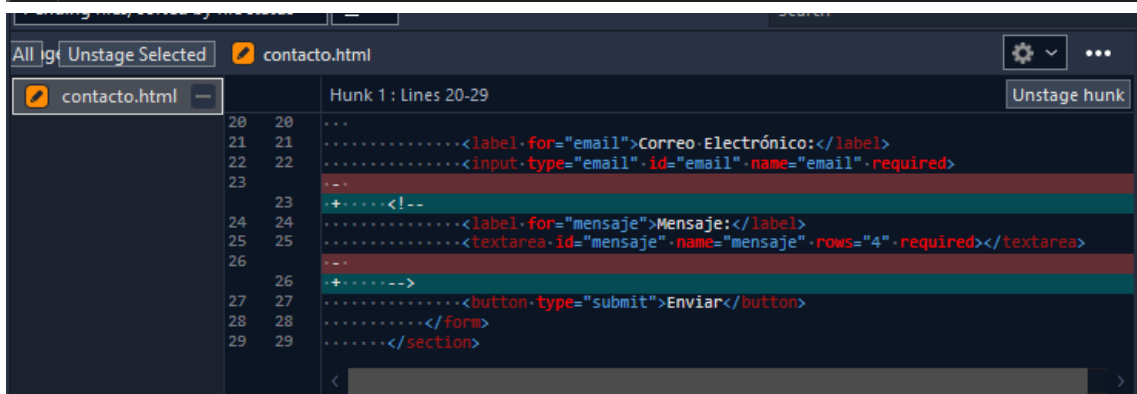 All Unstage Selected contacto.html
contacto.html Hunk 1 : Lines 20-29 Unstage hunk
20 20 ...
21 21 <label for="email">Correo Electrónico:</label>
22 22 <input type="email" id="email" name="email" required>
23 -
23 + <!--
24 24 <label for="mensaje">Mensaje:</label>
25 25 <textarea id="mensaje" name="mensaje" rows="4" required></textarea>
26 -
26 + -->
27 27 <button type="submit">Enviar</button>
28 28 </form>
29 29 </section>